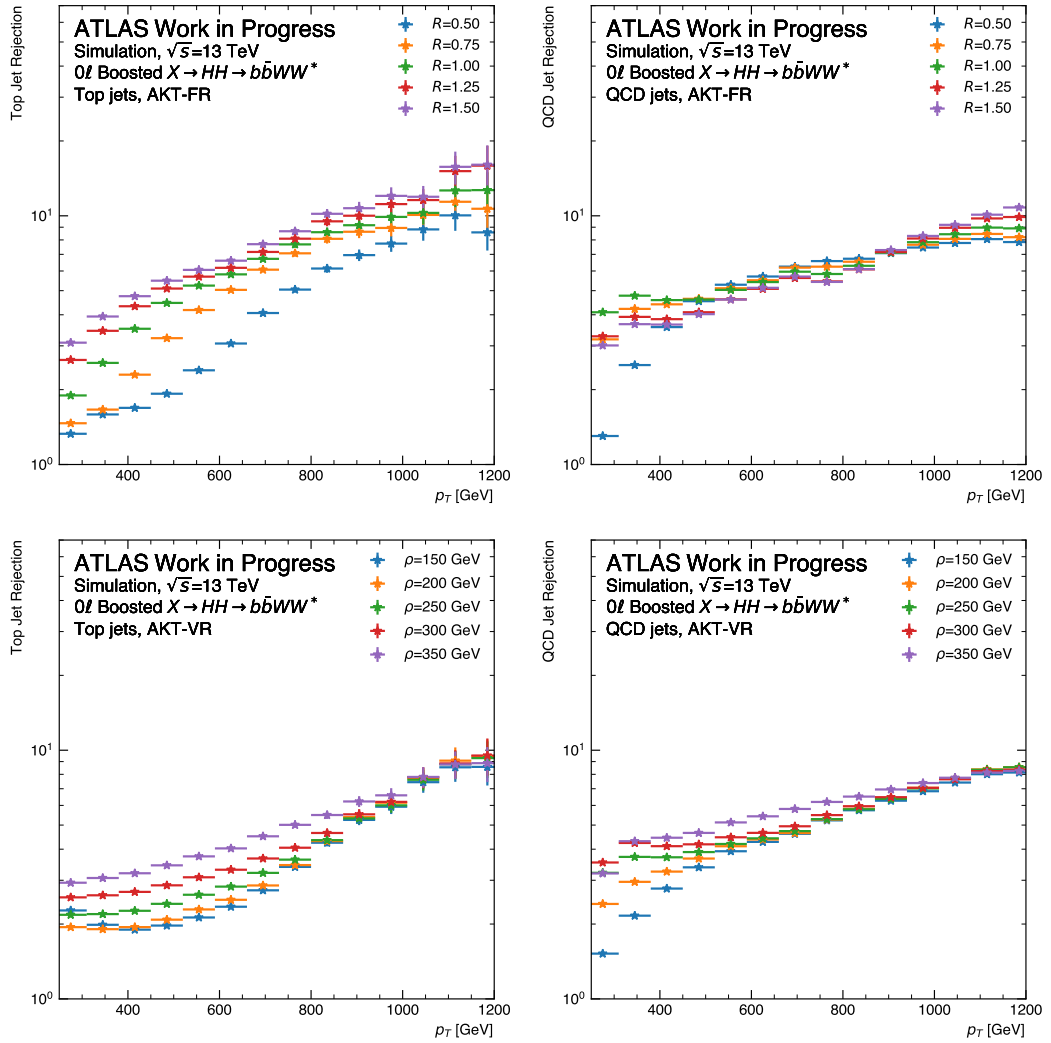 ATLAS Work in Progress
Simulation, √s=13 TeV
0ℓ Boosted X → HH → bb̄WW*
Top jets, AKT-FR
R=0.50
R=0.75
R=1.00
R=1.25
R=1.50
Top Jet Rejection
10¹
10⁰
400 600 800 1000 1200
p_T [GeV]
ATLAS Work in Progress
Simulation, √s=13 TeV
0ℓ Boosted X → HH → bb̄WW*
QCD jets, AKT-FR
R=0.50
R=0.75
R=1.00
R=1.25
R=1.50
QCD Jet Rejection
10¹
10⁰
400 600 800 1000 1200
p_T [GeV]
ATLAS Work in Progress
Simulation, √s=13 TeV
0ℓ Boosted X → HH → bb̄WW*
Top jets, AKT-VR
ρ=150 GeV
ρ=200 GeV
ρ=250 GeV
ρ=300 GeV
ρ=350 GeV
Top Jet Rejection
10¹
10⁰
400 600 800 1000 1200
p_T [GeV]
ATLAS Work in Progress
Simulation, √s=13 TeV
0ℓ Boosted X → HH → bb̄WW*
QCD jets, AKT-VR
ρ=150 GeV
ρ=200 GeV
ρ=250 GeV
ρ=300 GeV
ρ=350 GeV
QCD Jet Rejection
10¹
10⁰
400 600 800 1000 1200
p_T [GeV]